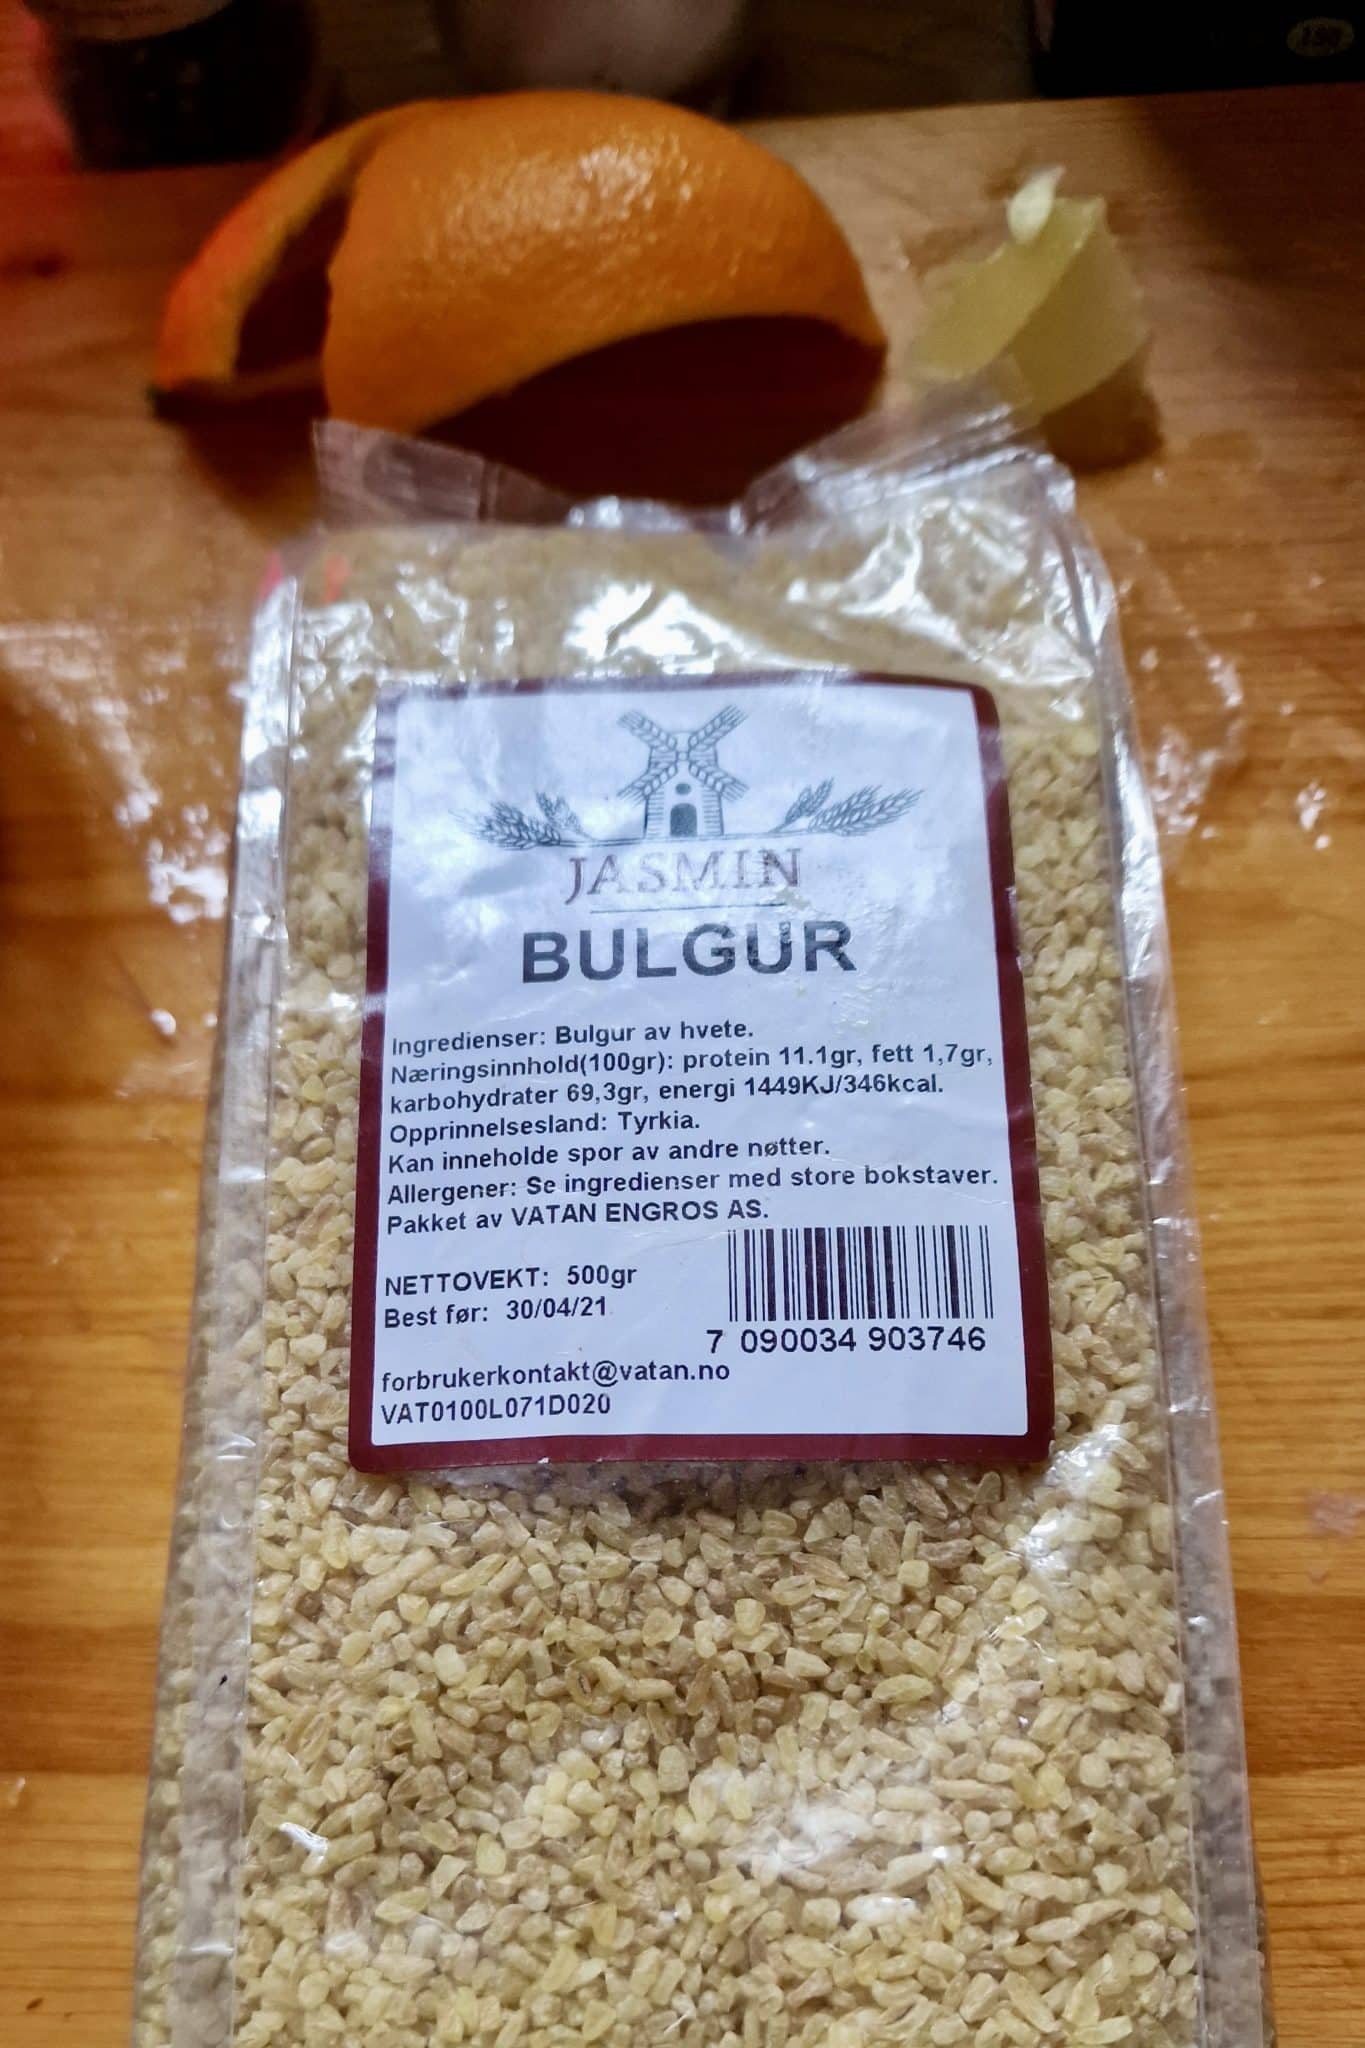 JASMIN
BULGUR
Ingredienser: Bulgur av hvete.
Næringsinnhold(100gr): protein 11.1gr, fett 1,7gr,
karbohydrater 69,3gr, energi 1449KJ/346kcal.
Opprinnelsesland: Tyrkia.
Kan inneholde spor av andre nøtter.
Allergener: Se ingredienser med store bokstaver.
Pakket av VATAN ENGROS AS.
NETTOVEKT: 500gr
Best før: 30/04/21
7 090034 903746
forbrukerkontakt@vatan.no
VAT0100L071D020